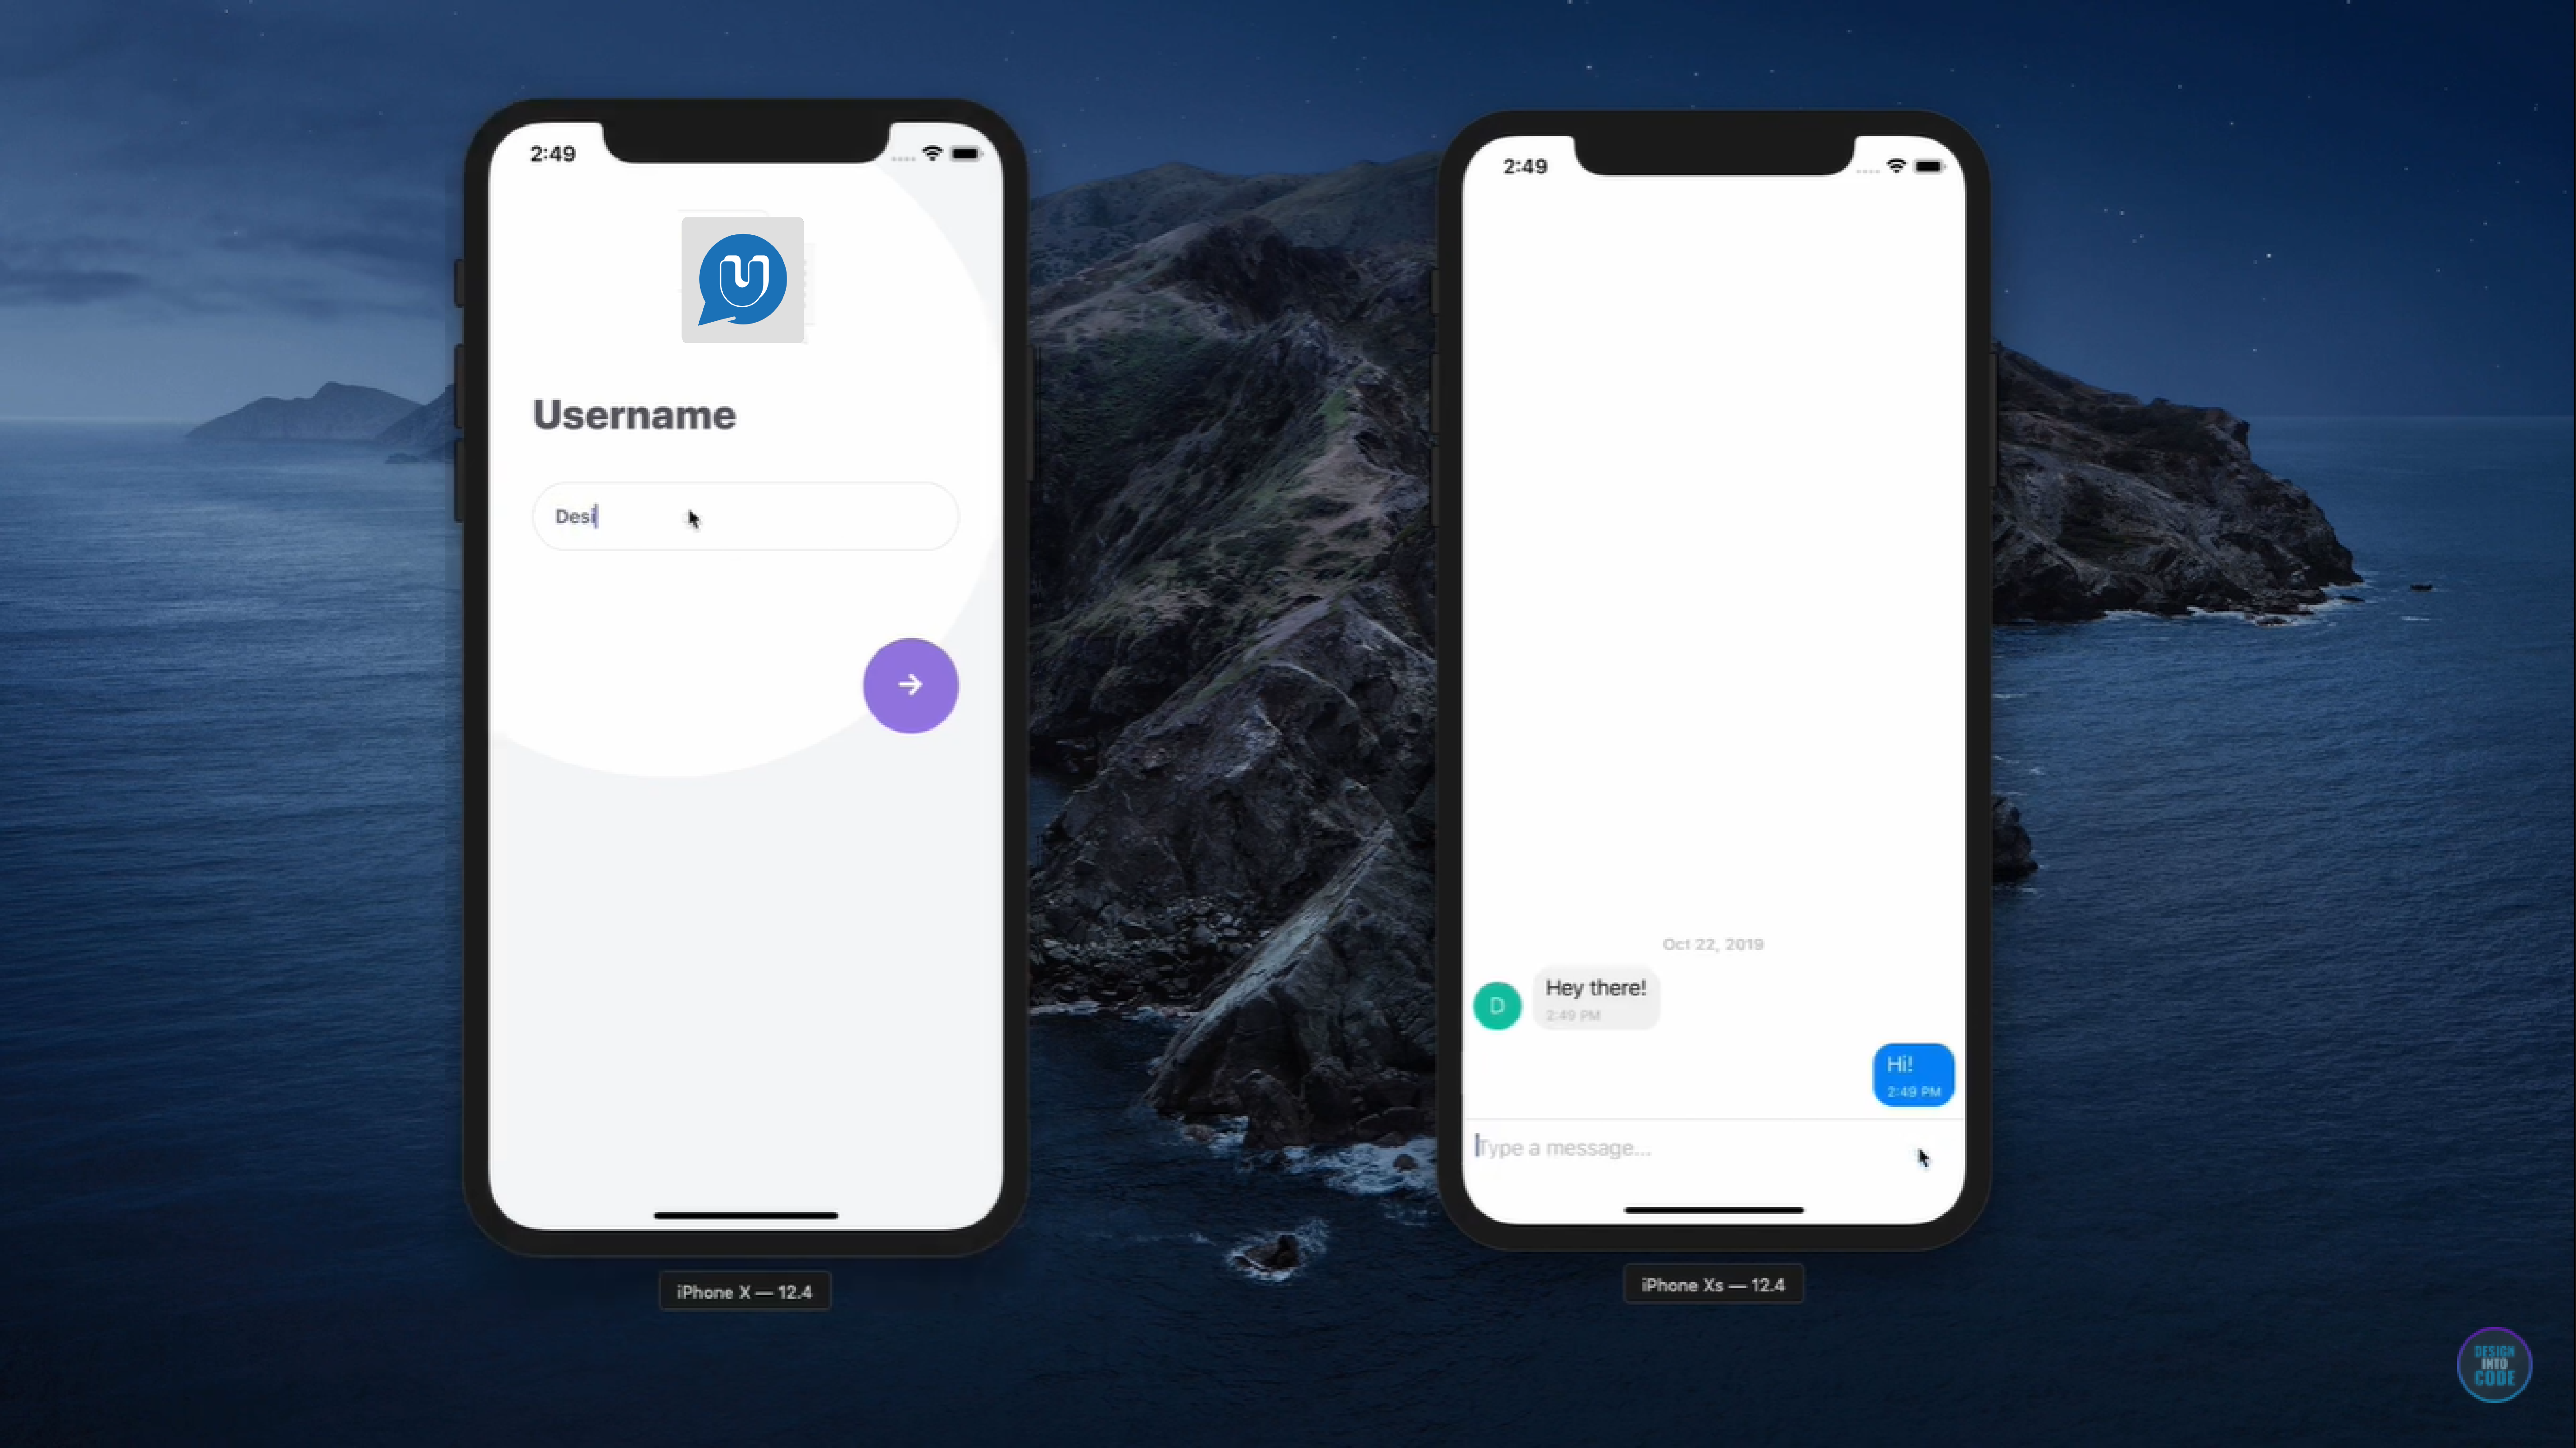 2:49
U
Username
Desi
iPhone X — 12.4
2:49
Oct 22, 2019
D
Hey there!
2:49 PM
Hi!
2:49 PM
Type a message...
iPhone Xs — 12.4
DESIGN
INTO
CODE